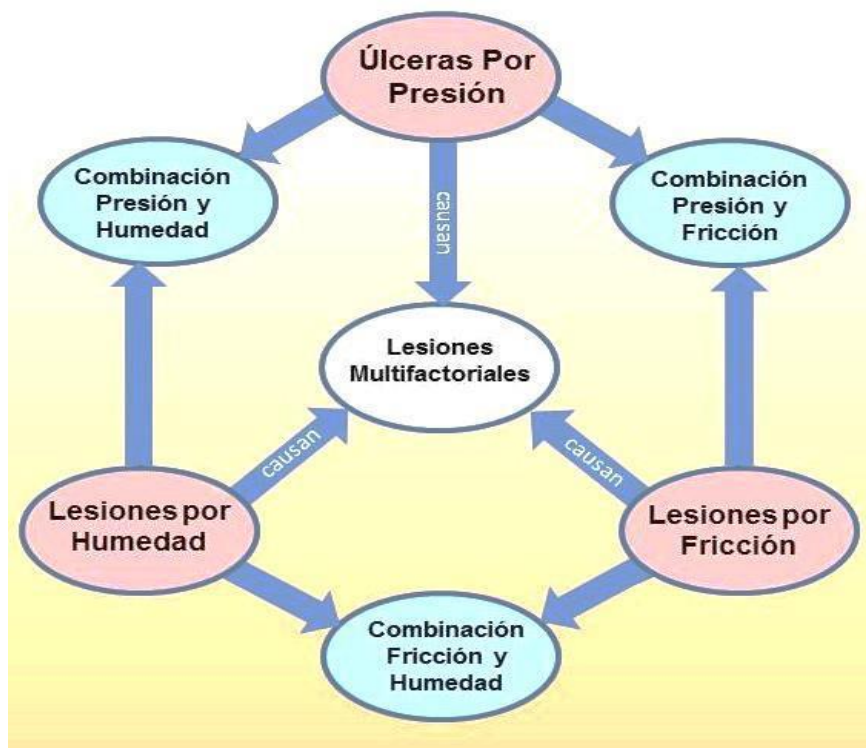 Úlceras Por
Presión
Combinación
Presión y
Humedad
Combinación
Presión y
Fricción
causan
Lesiones
Multifactoriales
causan
causan
Lesiones por
Humedad
Lesiones por
Fricción
Combinación
Fricción y
Humedad